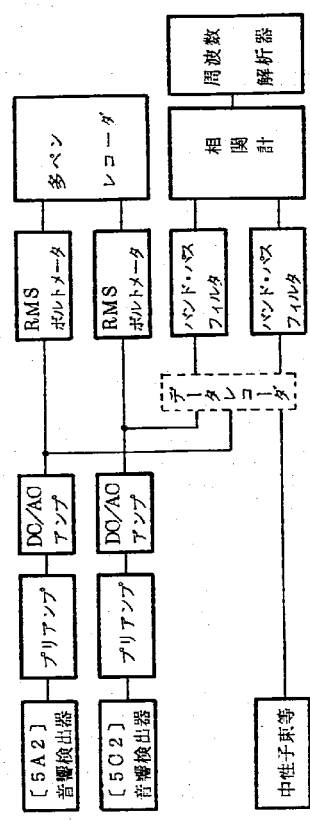 [5A2]
音響検出器
プリアンプ
DC/AC
アンプ
RMS
ボルトメータ
多ペン
レコーダ
[5C2]
音響検出器
プリアンプ
DC/AC
アンプ
RMS
ボルトメータ
データレコーダ
バンド・パス
フィルタ
バンド・パス
フィルタ
相関計
周波数
解析器
中性子束等